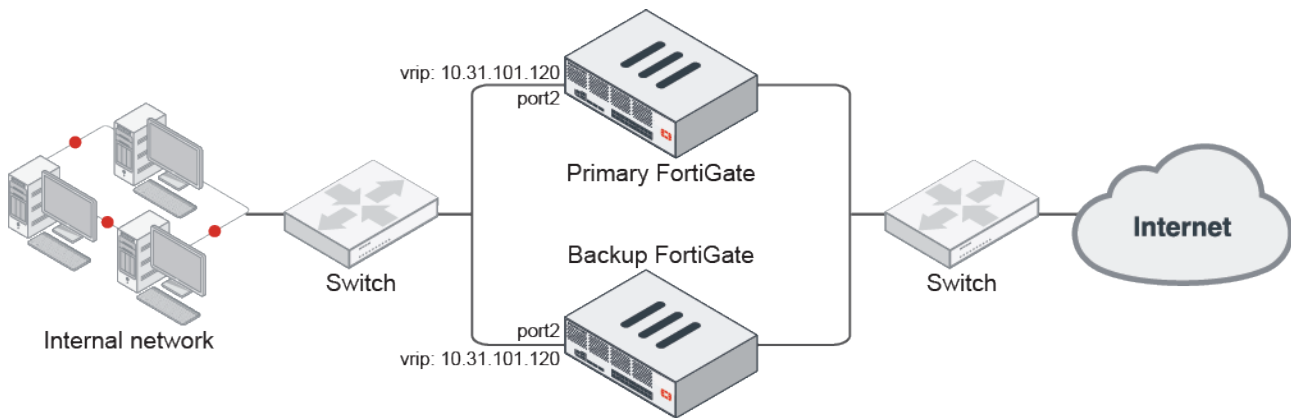 vrip: 10.31.101.120
port2
Primary FortiGate
Internal network
Switch
Backup FortiGate
port2
vrip: 10.31.101.120
Switch
Internet